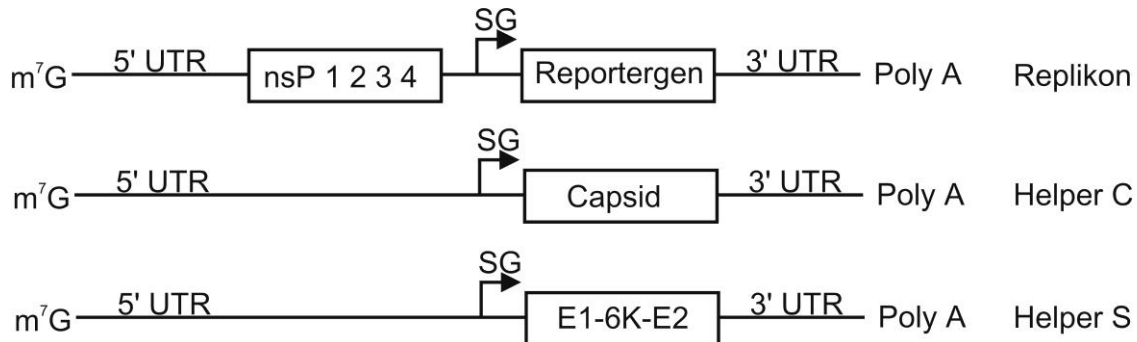 SG
m⁷G 5' UTR nsP 1 2 3 4 Reportergen 3' UTR Poly A Replikon
SG
m⁷G 5' UTR Capsid 3' UTR Poly A Helper C
SG
m⁷G 5' UTR E1-6K-E2 3' UTR Poly A Helper S